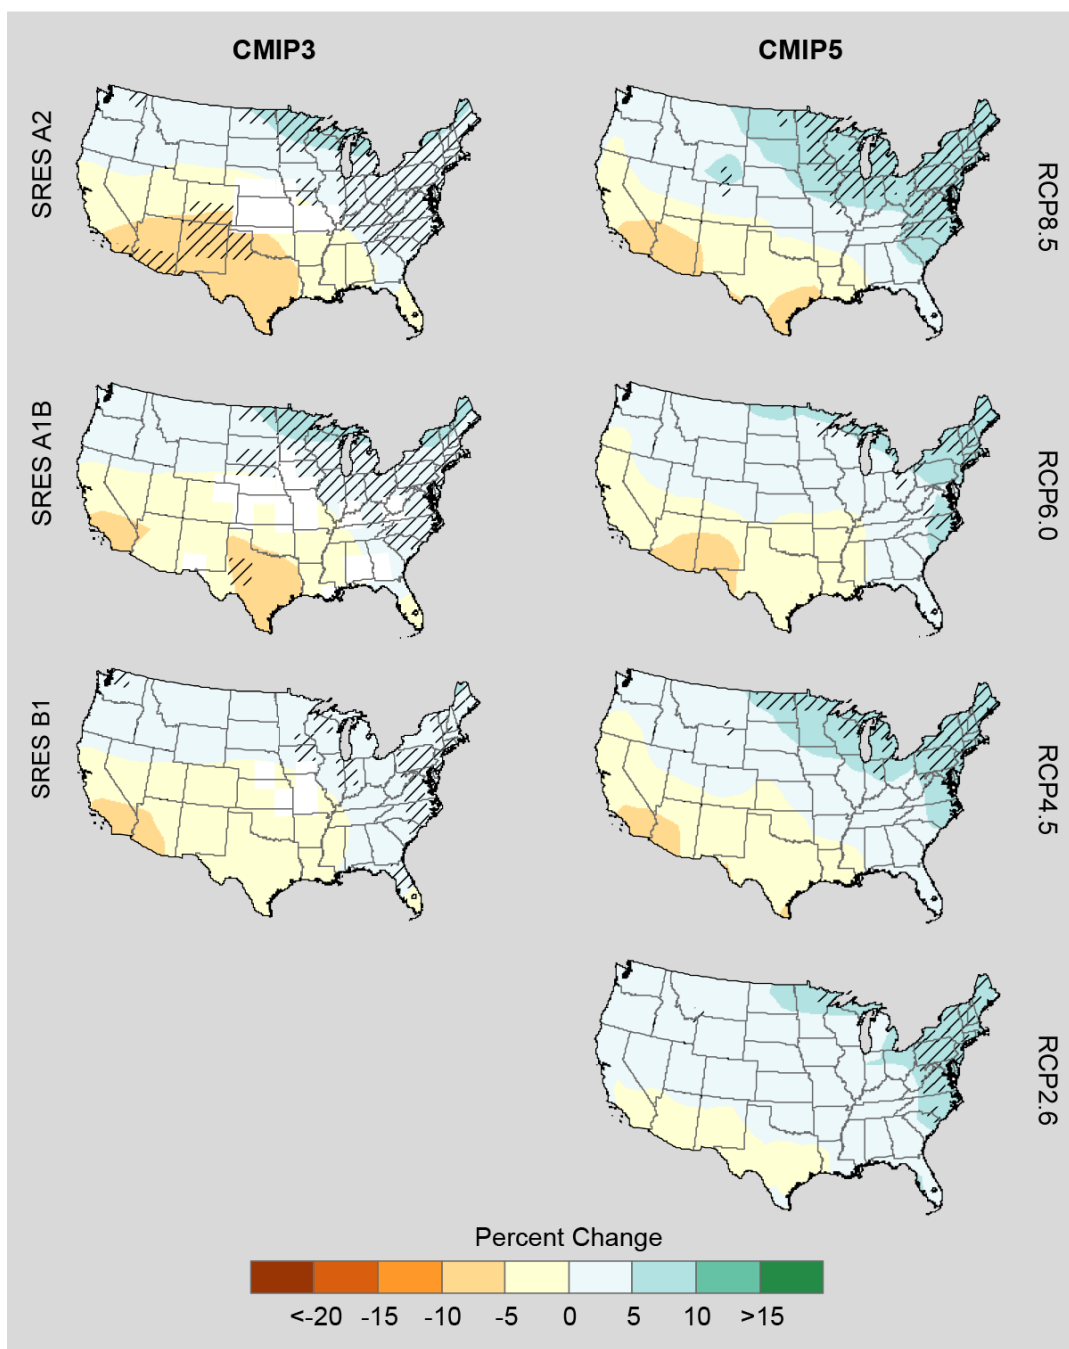 CMIP3 CMIP5
SRES A2
RCP8.5
SRES A1B
RCP6.0
SRES B1
RCP4.5
RCP2.6
Percent Change
<-20 -15 -10 -5 0 5 10 >15